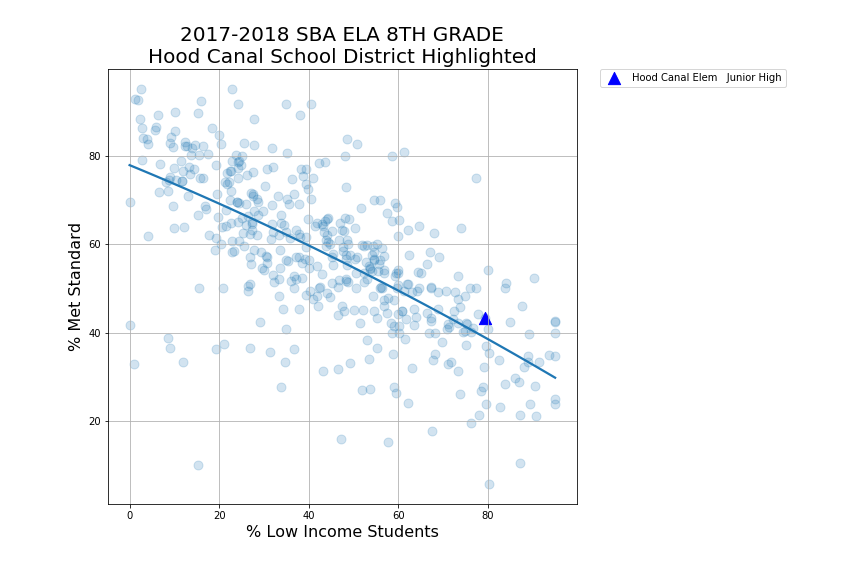 2017-2018 SBA ELA 8TH GRADE
Hood Canal School District Highlighted
Hood Canal Elem   Junior High
% Met Standard
80
60
40
20
0 20 40 60 80
% Low Income Students